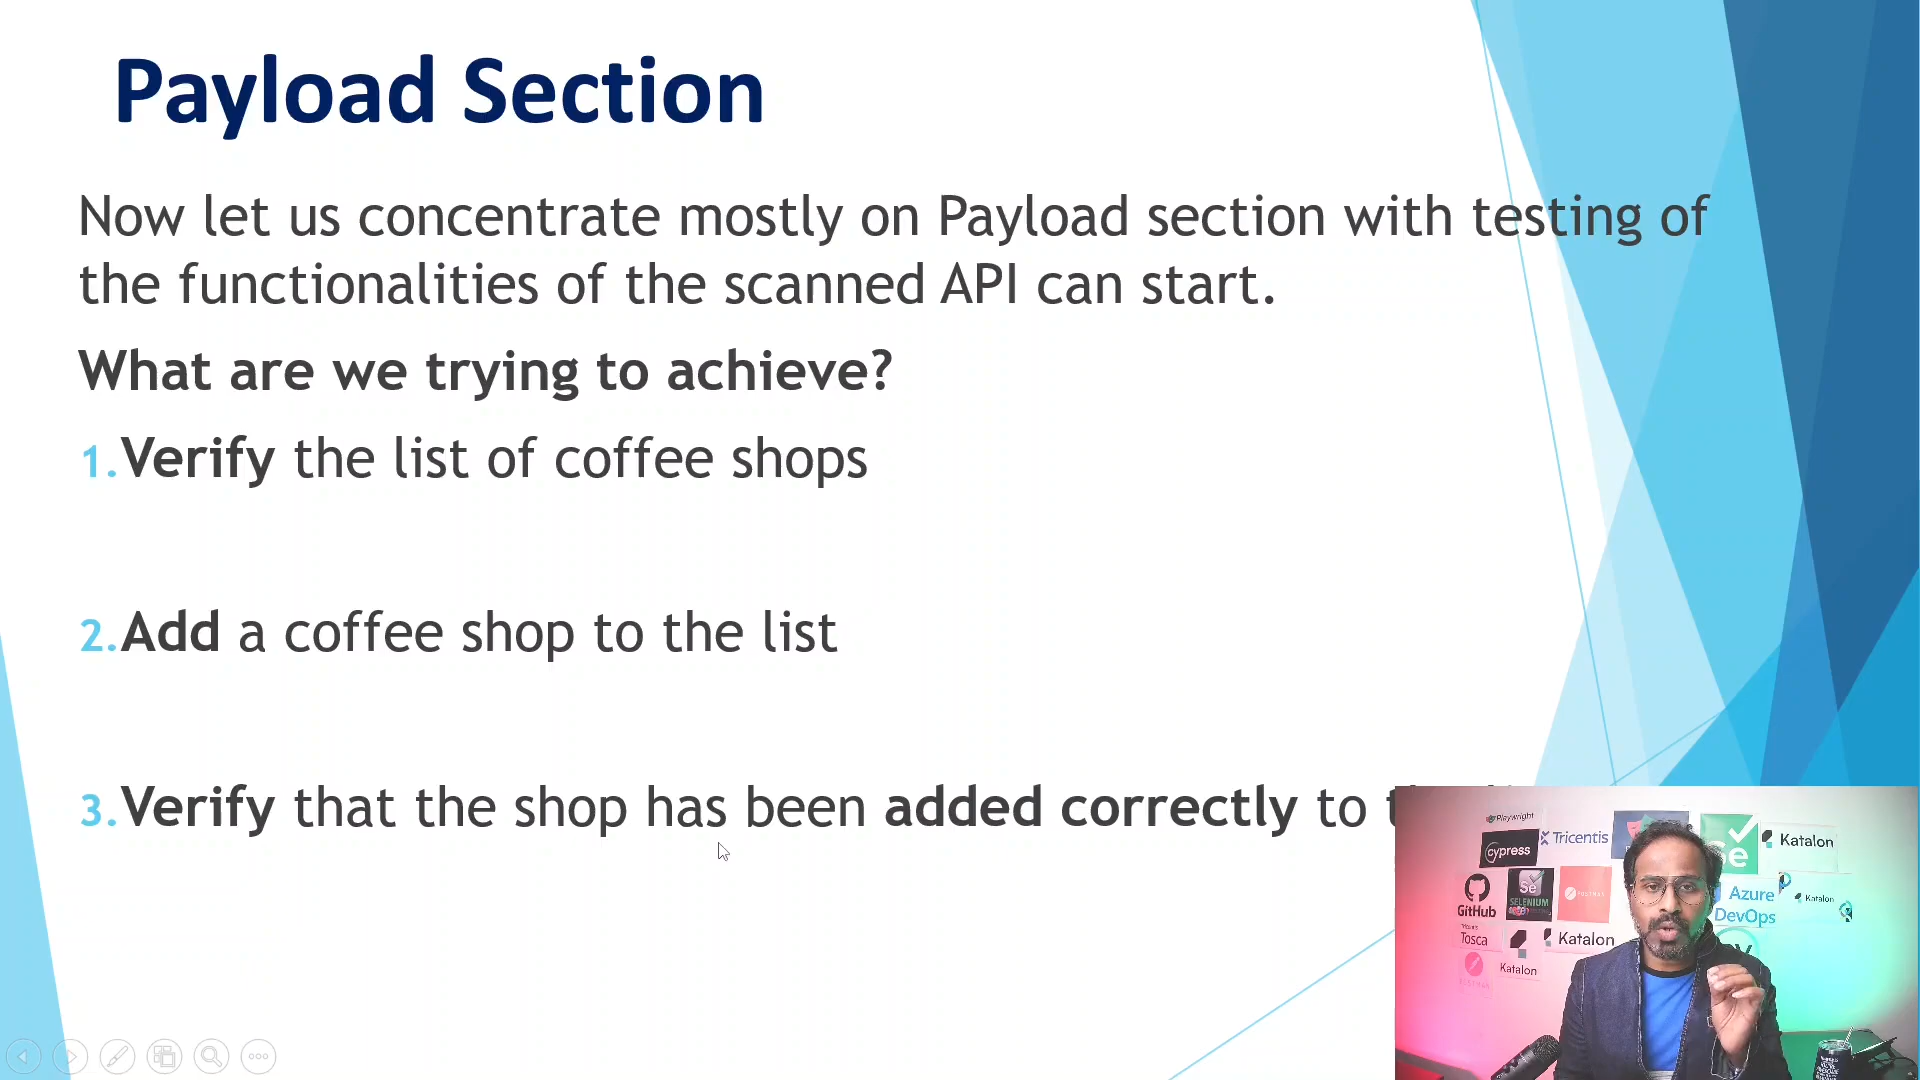 Payload Section
Now let us concentrate mostly on Payload section with testing of
the functionalities of the scanned API can start.
What are we trying to achieve?
1.Verify the list of coffee shops
2.Add a coffee shop to the list
3.Verify that the shop has been added correctly to
Playwright
cypress
Tricentis
Se
Katalon
GitHub
Se
SELENIUM
Azure
DevOps
Katalon
Tosca
Katalon
Katalon